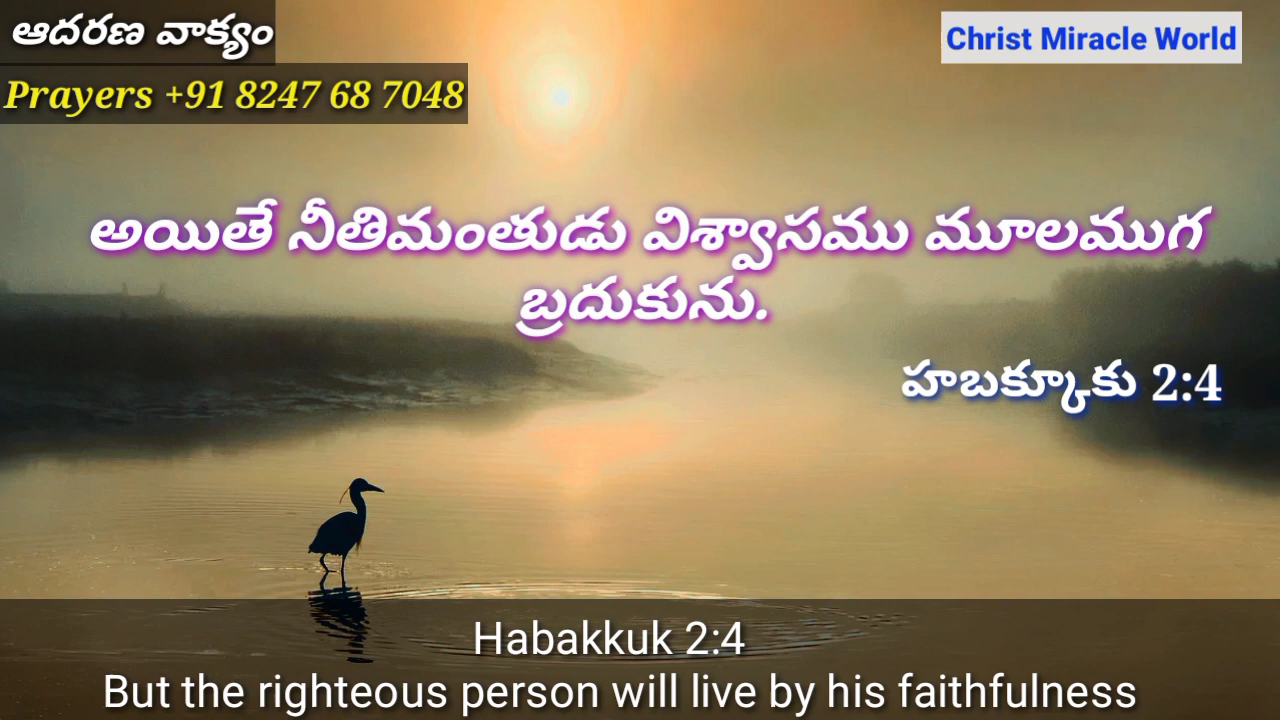 ఆదరణ వాక్యం
Christ Miracle World
Prayers +91 8247 68 7048
అయితే నీతిమంతుడు విశ్వాసము మూలముగ
బ్రదుకును.
హబక్కూకు 2:4
Habakkuk 2:4
But the righteous person will live by his faithfulness